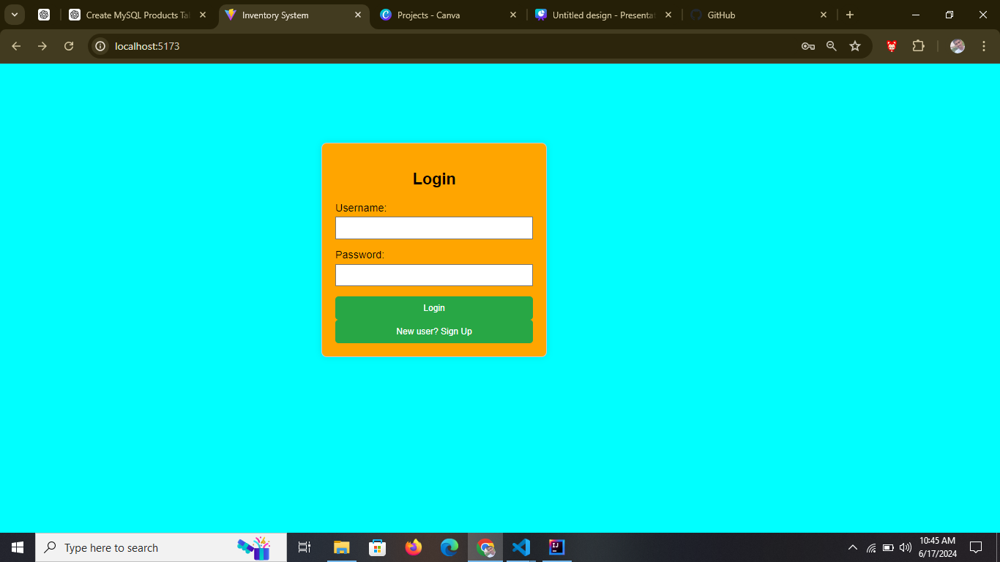 Create MySQL Products Ta
Inventory System
Projects - Canva
Untitled design - Presenta
GitHub
localhost:5173
Login
Username:
Password:
Login
New user? Sign Up
Type here to search
IJ
10:45 AM
6/17/2024